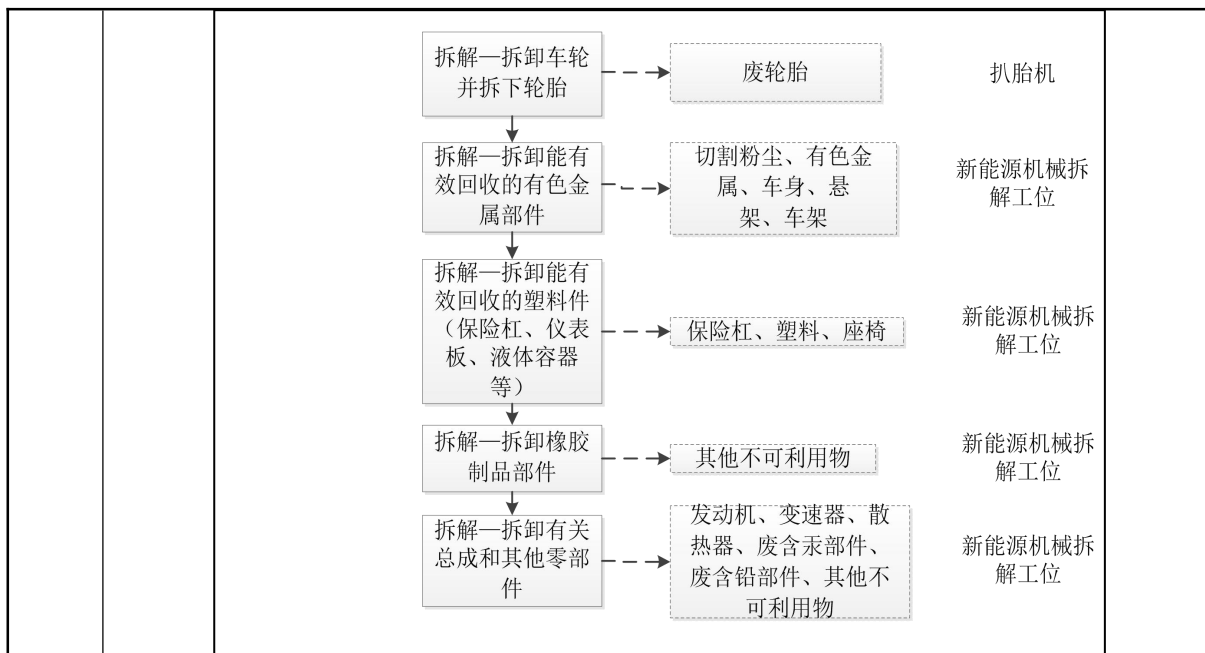 拆解—拆卸车轮
并拆下轮胎
废轮胎
扒胎机
拆解—拆卸能有
效回收的有色金
属部件
切割粉尘、有色金
属、车身、悬
架、车架
新能源机械拆
解工位
拆解—拆卸能有
效回收的塑料件
（保险杠、仪表
板、液体容器
等）
保险杠、塑料、座椅
新能源机械拆
解工位
拆解—拆卸橡胶
制品部件
其他不可利用物
新能源机械拆
解工位
拆解—拆卸有关
总成和其他零部
件
发动机、变速器、散
热器、废含汞部件、
废含铅部件、其他不
可利用物
新能源机械拆
解工位